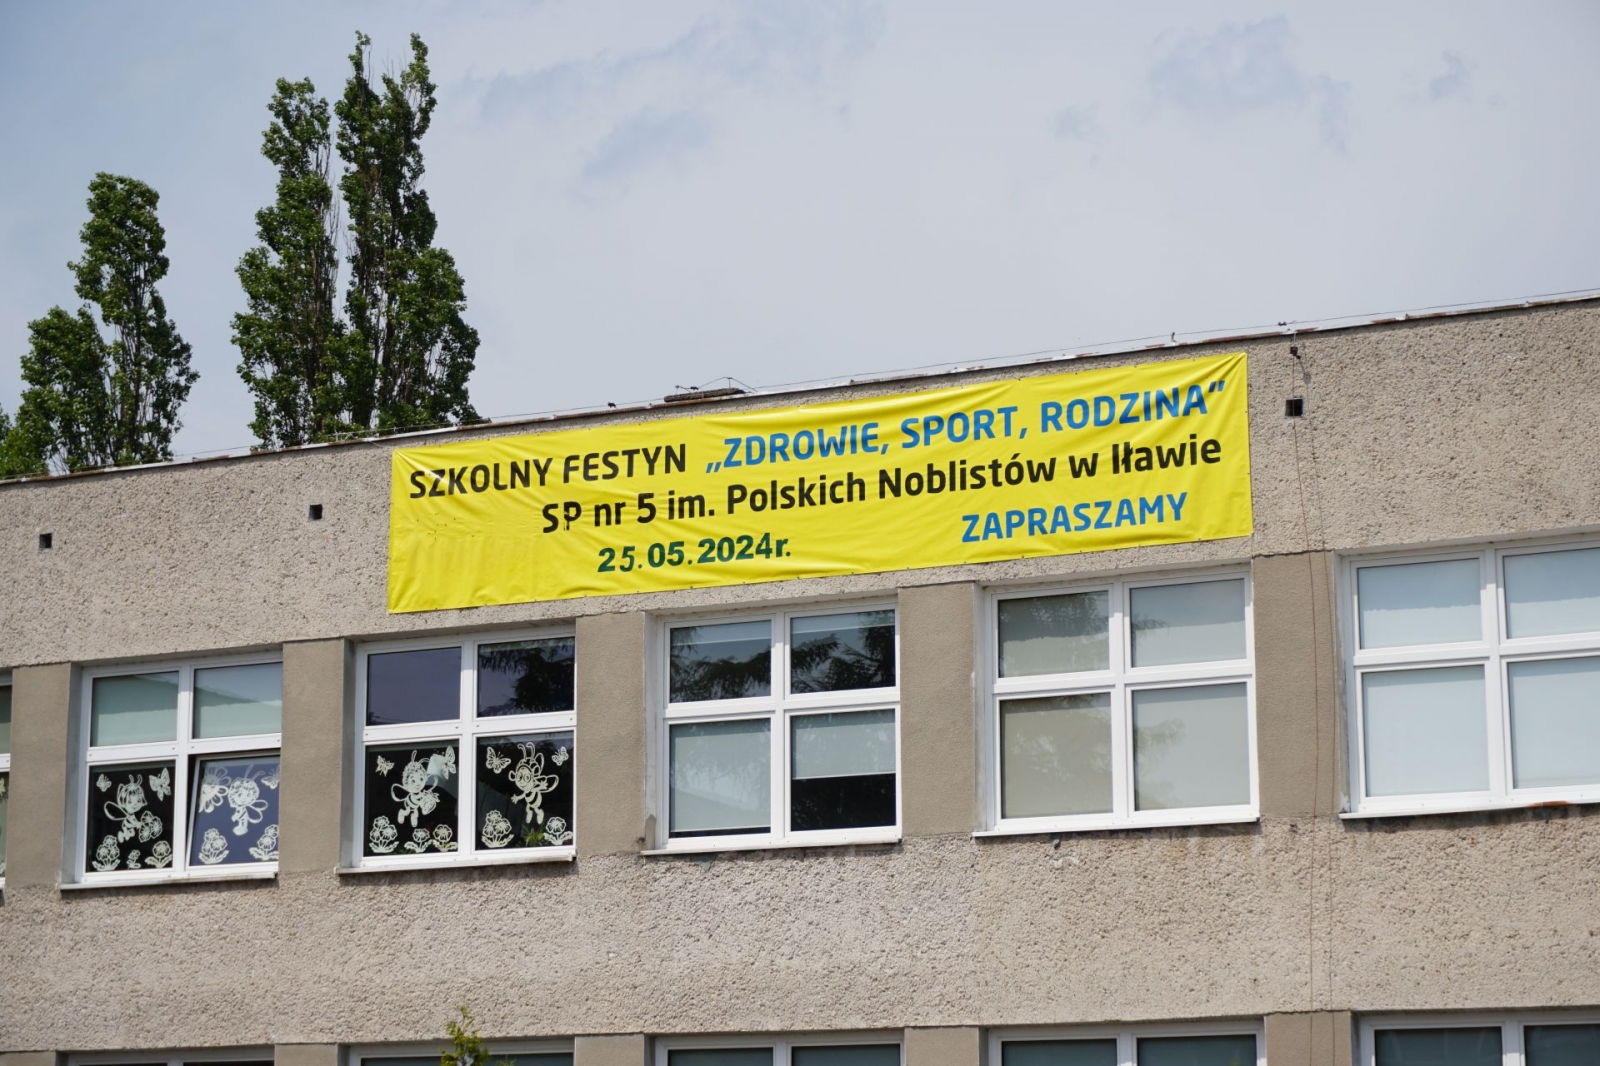 SZKOLNY FESTYN „ZDROWIE, SPORT, RODZINA”
SP nr 5 im. Polskich Noblistów w Iławie
25.05.2024r. ZAPRASZAMY